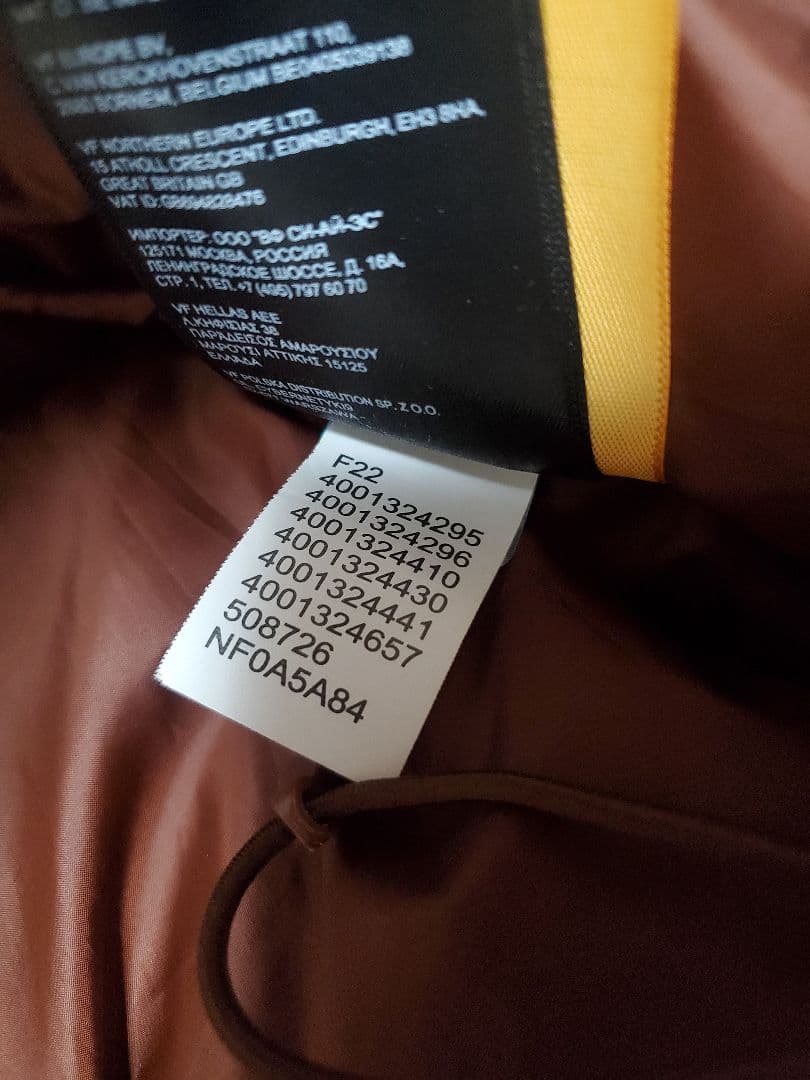 EUROPE BV,
VAN KERCKHOVENSTRAAT 110,
BORNEM, BELGIUM
VF NORTHERN EUROPE LTD.
15 ATHOLL CRESCENT, EDINBURGH, EH3 8HA,
GREAT BRITAIN GB
VAT ID:
ИМПОРТЕР: ООО "ВФ СИ-АЙ-ЭС"
125171 МОСКВА, РОССИЯ
ЛЕНИНГРАДСКОЕ ШОССЕ, Д. 16А,
СТР. 1, ТЕЛ. +7 (495) 797 60 70
VF HELLAS AEE
Λ.ΚΗΦΙΣΙΑΣ 38
ΠΑΡΑΔΕΙΣΟΣ ΑΜΑΡΟΥΣΙΟΥ
ΜΑΡΟΥΣΙ ΑΤΤΙΚΗΣ 15125
ΕΛΛΑΔΑ
VF POLSKA DISTRIBUTION SP. Z O.O.
CYBERNETYKI9
WARSZAWA -
F22
4001324295
4001324296
4001324410
4001324430
4001324441
4001324657
508726
NF0A5A84